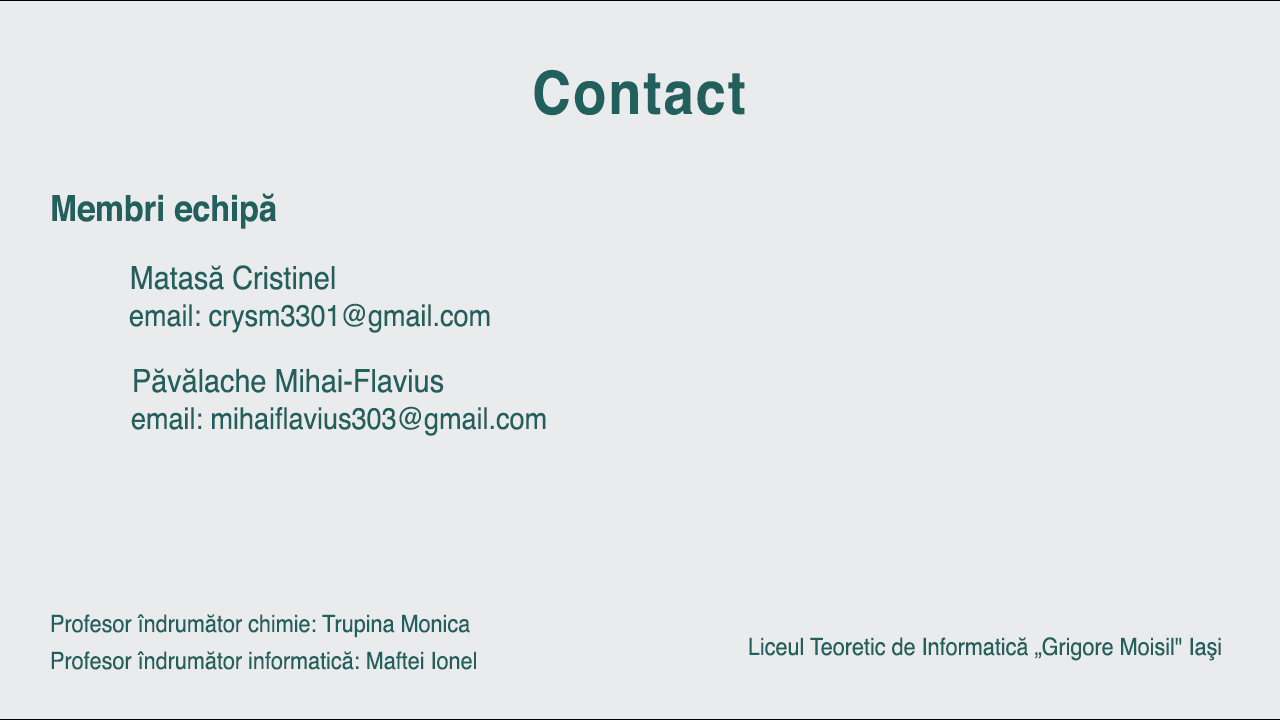 Contact
Membri echipă
Matasă Cristinel
email: crysm3301@gmail.com
Păvălache Mihai-Flavius
email: mihaiflavius303@gmail.com
Profesor îndrumător chimie: Trupina Monica
Profesor îndrumător informatică: Maftei Ionel
Liceul Teoretic de Informatică „Grigore Moisil" Iaşi